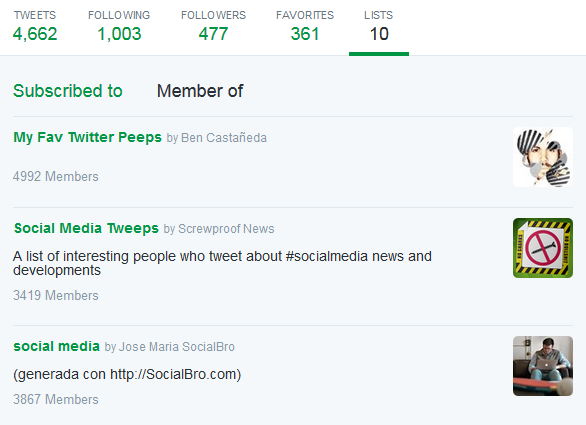 TWEETS FOLLOWING FOLLOWERS FAVORITES LISTS
4,662 1,003 477 361 10
Subscribed to Member of
My Fav Twitter Peeps by Ben Castañeda
4992 Members
Social Media Tweeps by Screwproof News
A list of interesting people who tweet about #socialmedia news and
developments
3419 Members
social media by Jose Maria SocialBro
(generada con http://SocialBro.com)
3867 Members